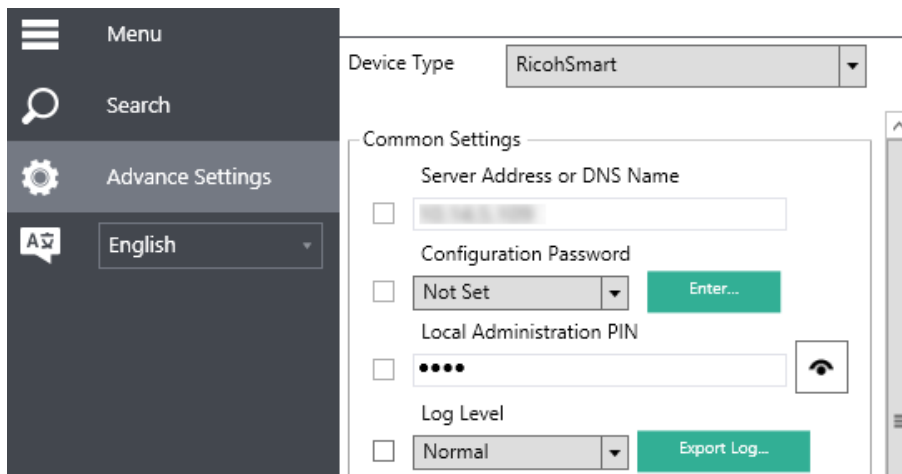 Menu
Search
Advance Settings
English
Device Type
RicohSmart
Common Settings
Server Address or DNS Name
Configuration Password
Not Set
Enter...
Local Administration PIN
••••
Log Level
Normal
Export Log...